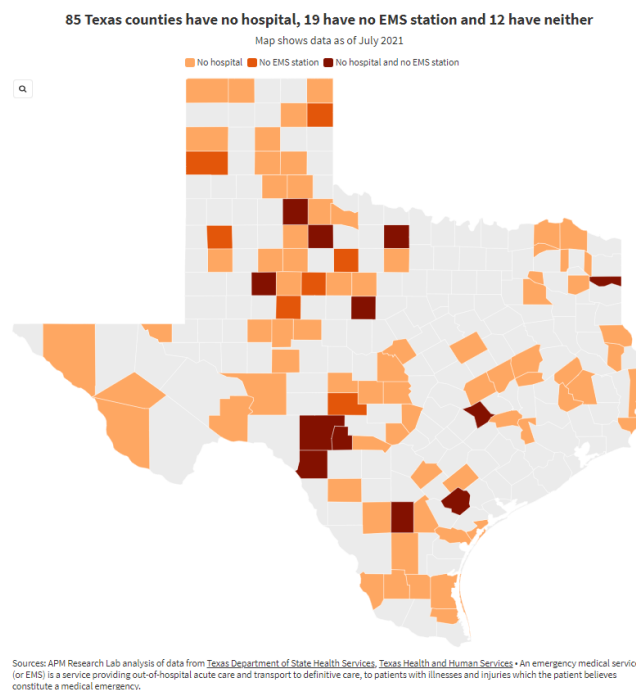 85 Texas counties have no hospital, 19 have no EMS station and 12 have neither
Map shows data as of July 2021
No hospital No EMS station No hospital and no EMS station
Sources: APM Research Lab analysis of data from Texas Department of State Health Services, Texas Health and Human Services • An emergency medical service
(or EMS) is a service providing out-of-hospital acute care and transport to definitive care, to patients with illnesses and injuries which the patient believes
constitute a medical emergency.